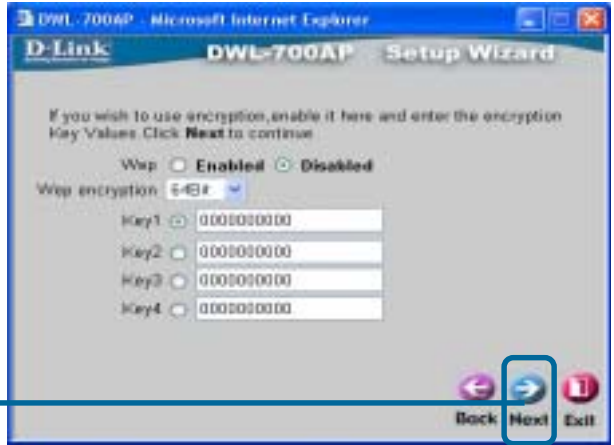 DWL-700AP - Microsoft Internet Explorer
D-Link
DWL-700AP Setup Wizard
If you wish to use encryption,enable it here and enter the encryption
Key Values. Click Next to continue
Wep Enabled Disabled
Wep encryption 64Bit
Key1 0000000000
Key2 0000000000
Key3 0000000000
Key4 0000000000
Back Next Exit